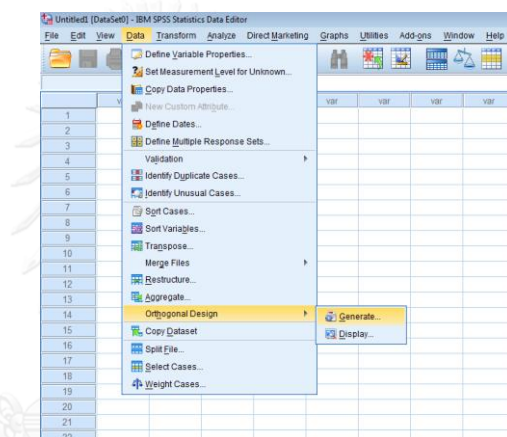 Untitled1 [DataSet0] - IBM SPSS Statistics Data Editor
File Edit View Data Transform Analyze Direct Marketing Graphs Utilities Add-ons Window Help
Define Variable Properties...
Set Measurement Level for Unknown...
Copy Data Properties...
New Custom Attribute...
Define Dates...
Define Multiple Response Sets...
Validation
Identify Duplicate Cases...
Identify Unusual Cases...
Sort Cases...
Sort Variables...
Transpose...
Merge Files
Restructure...
Aggregate...
Orthogonal Design
Copy Dataset
Split File...
Select Cases...
Weight Cases...
Generate...
Display...
var var var var
1
2
3
4
5
6
7
8
9
10
11
12
13
14
15
16
17
18
19
20
21
22